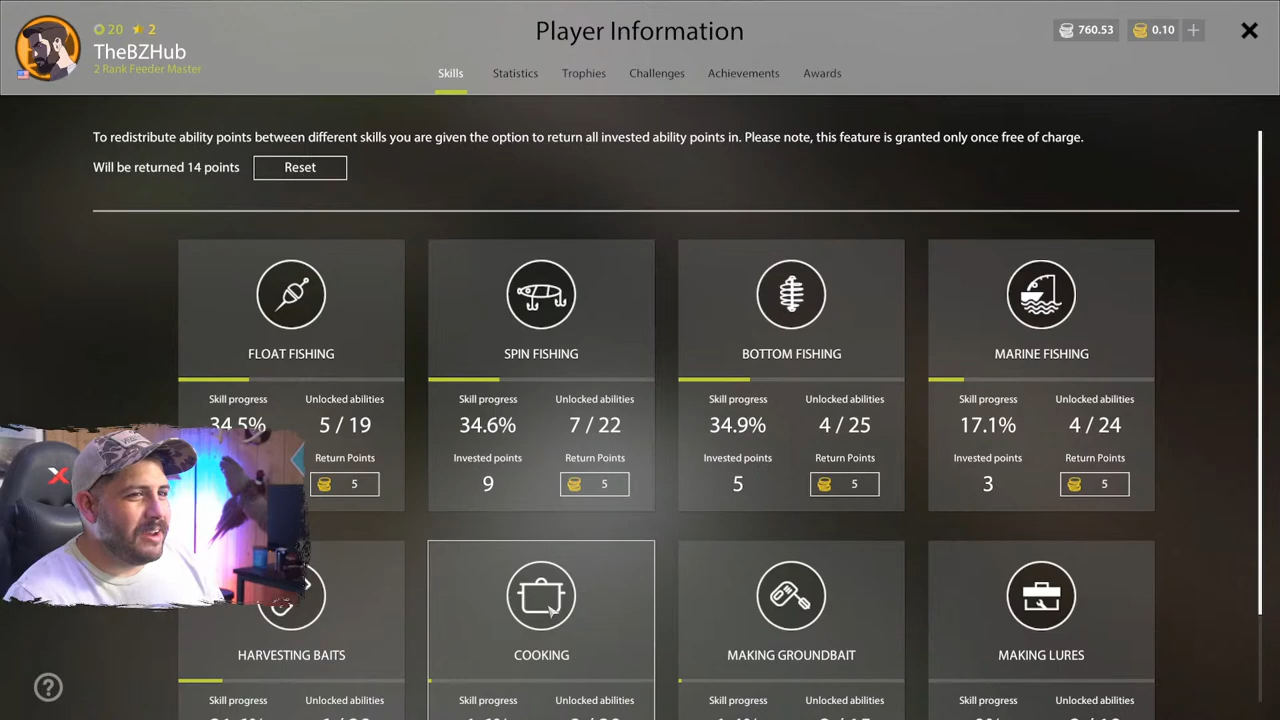 20 2
TheBZHub
2 Rank Feeder Master
Player Information
760.53 0.10 +
Skills Statistics Trophies Challenges Achievements Awards
To redistribute ability points between different skills you are given the option to return all invested ability points in. Please note, this feature is granted only once free of charge.
Will be returned 14 points Reset
FLOAT FISHING SPIN FISHING BOTTOM FISHING MARINE FISHING
Skill progress Unlocked abilities Skill progress Unlocked abilities Skill progress Unlocked abilities Skill progress Unlocked abilities
34.5% 5 / 19 34.6% 7 / 22 34.9% 4 / 25 17.1% 4 / 24
Return Points Invested points Return Points Invested points Return Points Invested points Return Points
5 9 5 5 5 3 5
HARVESTING BAITS COOKING MAKING GROUNDBAIT MAKING LURES
Skill progress Unlocked abilities Skill progress Unlocked abilities Skill progress Unlocked abilities Skill progress Unlocked abilities
?